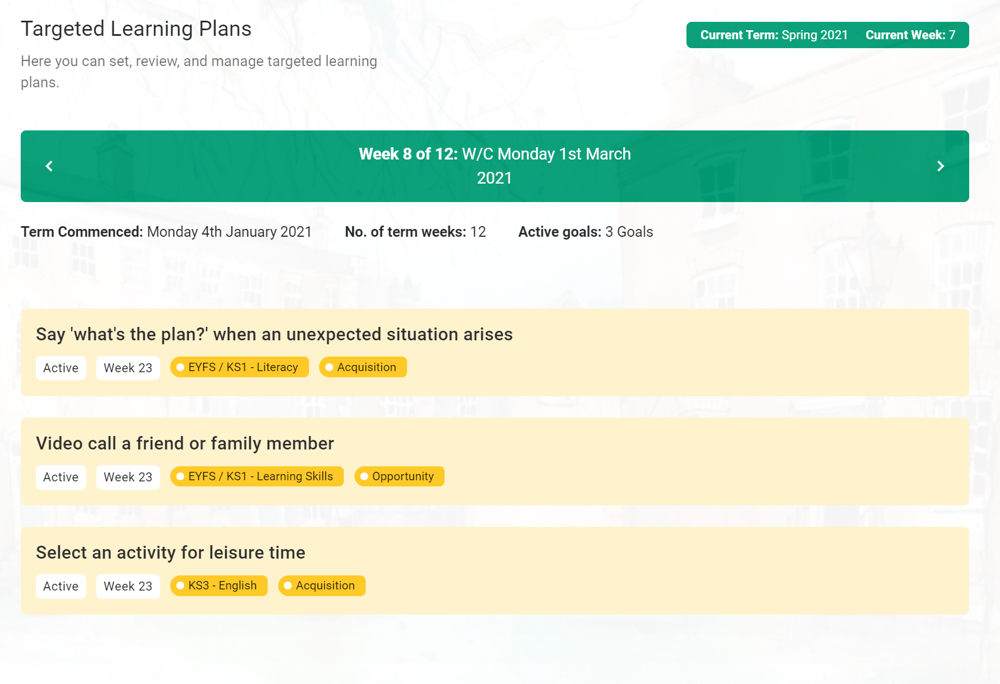 Targeted Learning Plans
Current Term: Spring 2021 Current Week: 7
Here you can set, review, and manage targeted learning
plans.
Week 8 of 12: W/C Monday 1st March
2021
Term Commenced: Monday 4th January 2021 No. of term weeks: 12 Active goals: 3 Goals
Say 'what's the plan?' when an unexpected situation arises
Active Week 23 EYFS / KS1 - Literacy Acquisition
Video call a friend or family member
Active Week 23 EYFS / KS1 - Learning Skills Opportunity
Select an activity for leisure time
Active Week 23 KS3 - English Acquisition